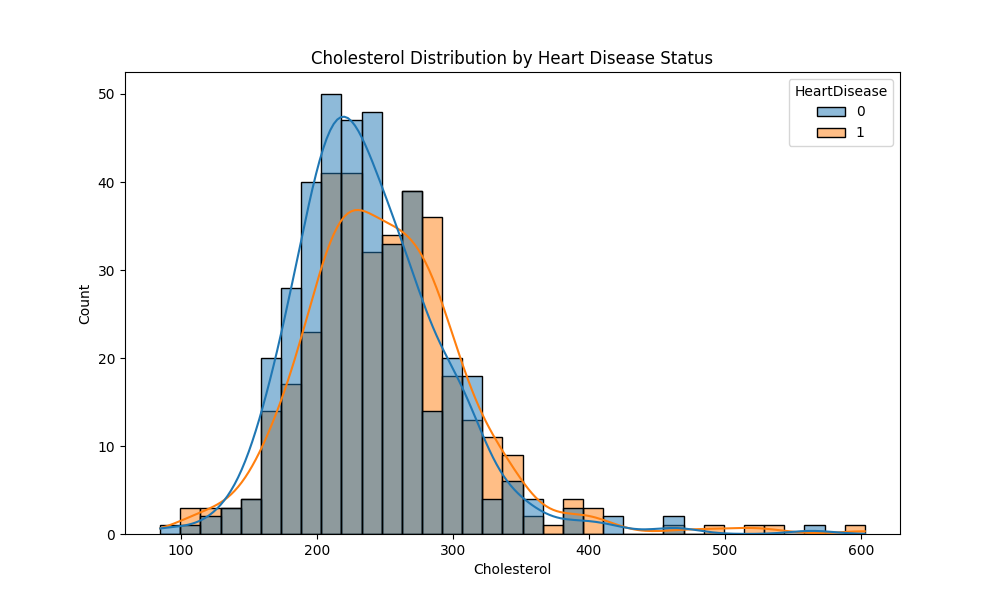 Cholesterol Distribution by Heart Disease Status
HeartDisease
0
1
50
40
30
20
10
0
Count
100 200 300 400 500 600
Cholesterol